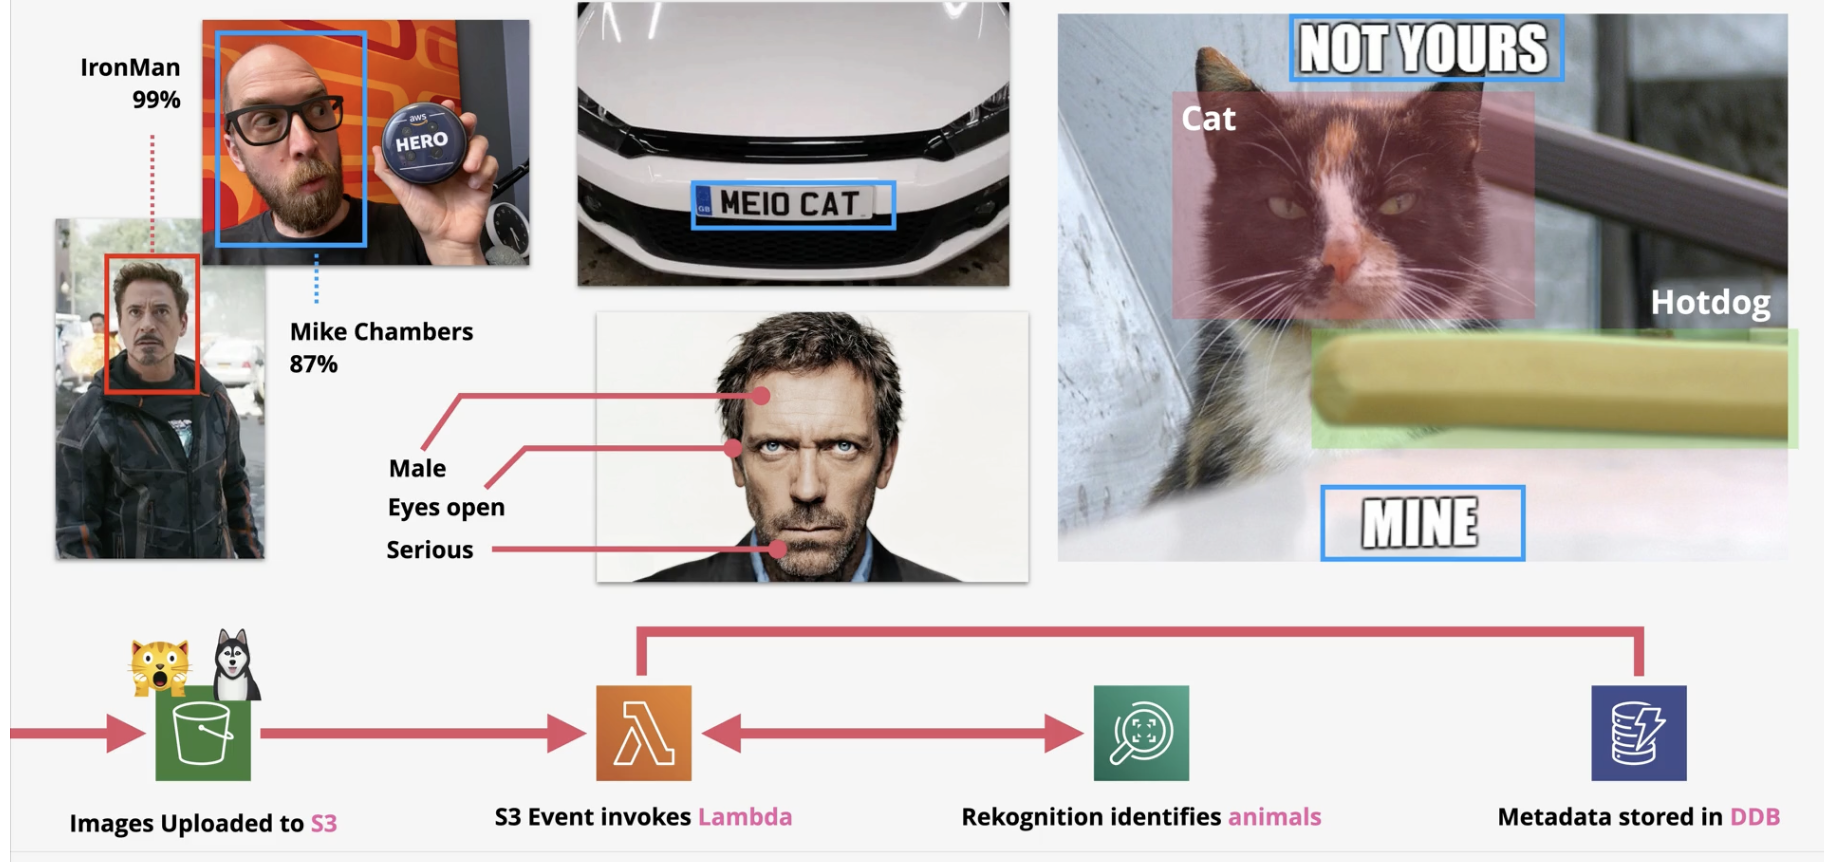 IronMan
99%
aws
HERO
Mike Chambers
87%
GB
ME10 CAT
Male
Eyes open
Serious
NOT YOURS
Cat
Hotdog
MINE
Images Uploaded to S3
S3 Event invokes Lambda
Rekognition identifies animals
Metadata stored in DDB